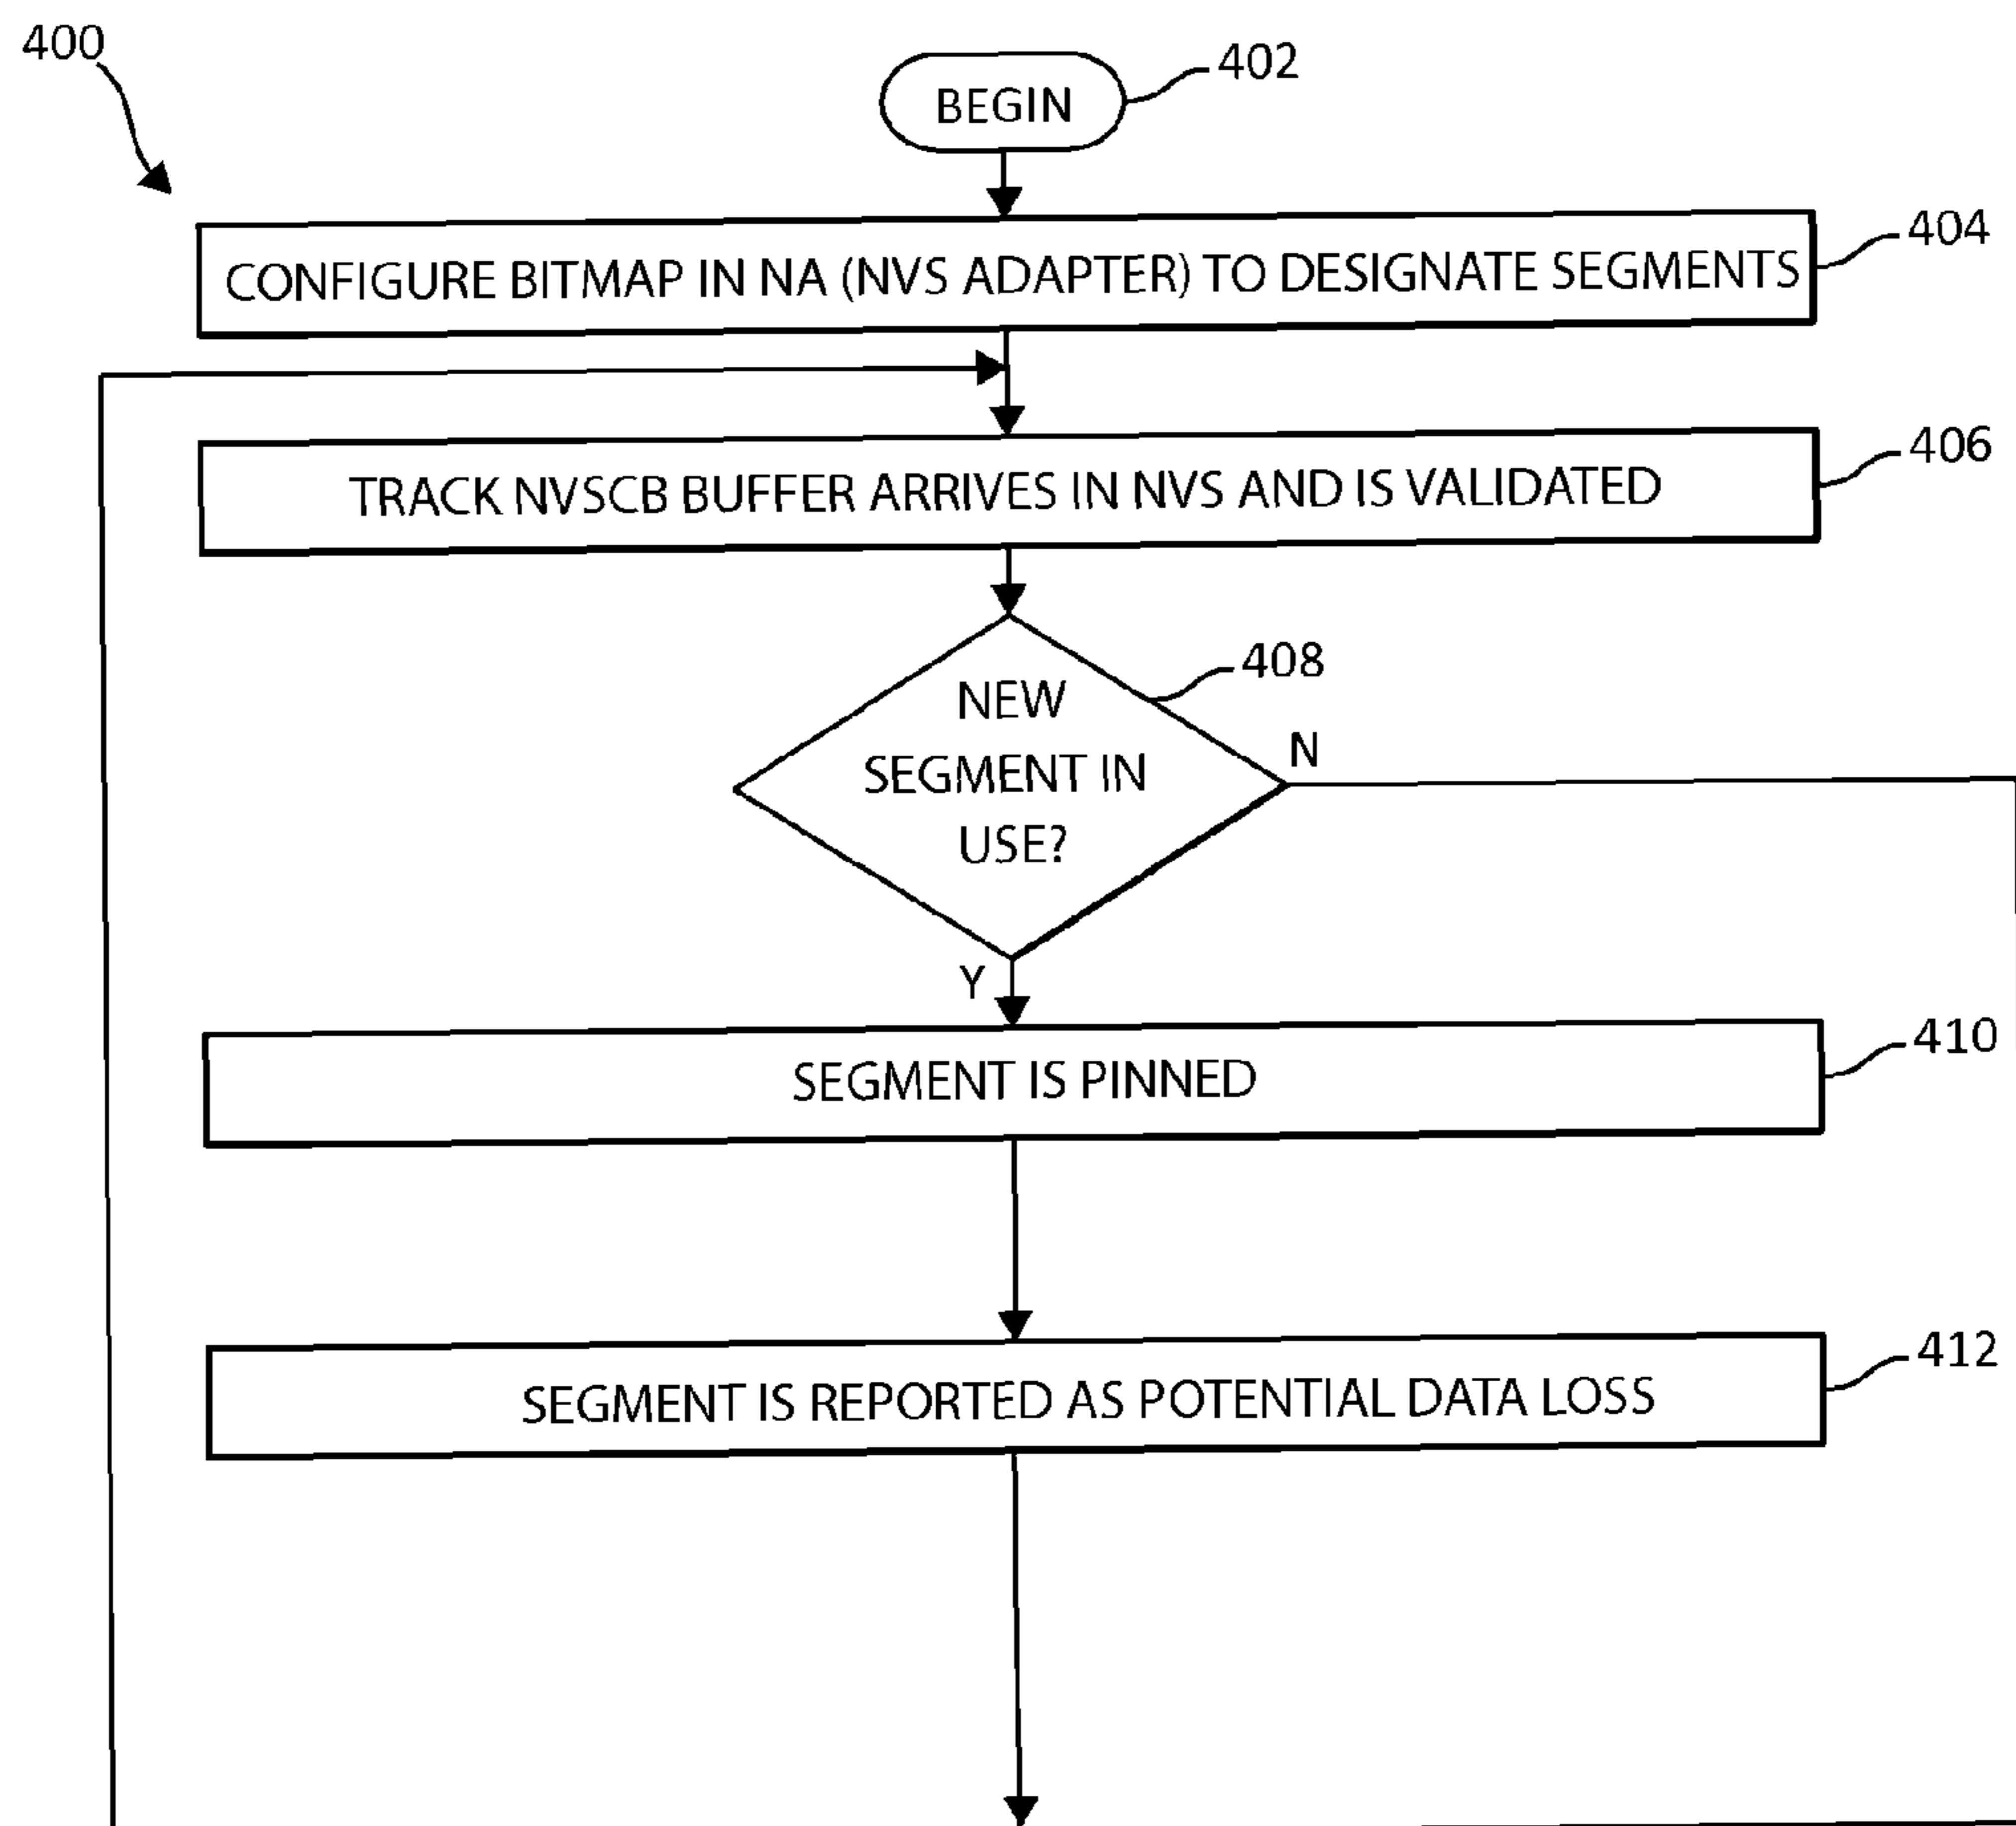 400
BEGIN
402
CONFIGURE BITMAP IN NA (NVS ADAPTER) TO DESIGNATE SEGMENTS
404
TRACK NVSCB BUFFER ARRIVES IN NVS AND IS VALIDATED
406
NEW
SEGMENT IN
USE?
408
N
Y
SEGMENT IS PINNED
410
SEGMENT IS REPORTED AS POTENTIAL DATA LOSS
412